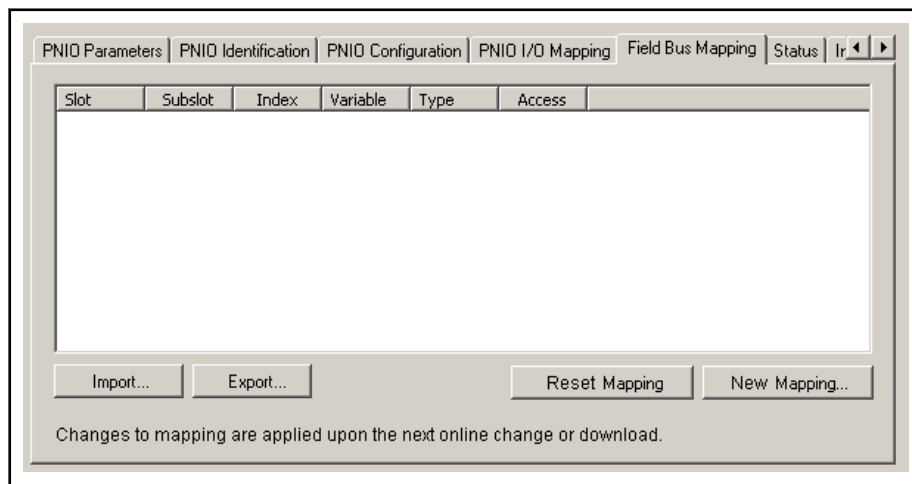 PNIO Parameters PNIO Identification PNIO Configuration PNIO I/O Mapping Field Bus Mapping Status Ir
Slot Subslot Index Variable Type Access
Import... Export... Reset Mapping New Mapping...
Changes to mapping are applied upon the next online change or download.